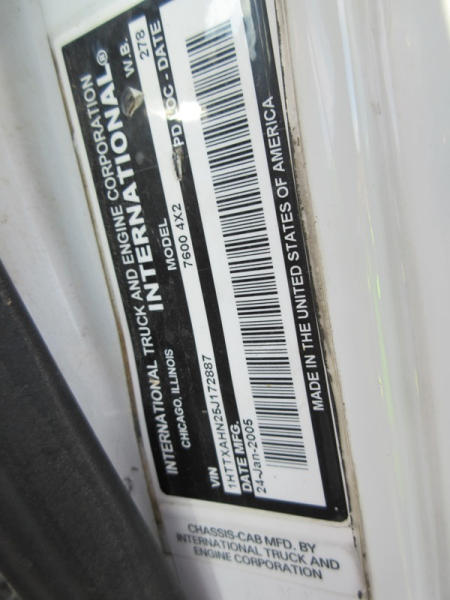 INTERNATIONAL TRUCK AND ENGINE CORPORATION
INTERNATIONAL®
CHICAGO, ILLINOIS
MODEL
W.B.
7600 4X2
278
PD - LOC - DATE
VIN
1HTTXAHN25J172887
DATE MFG.
24-Jan-2005
MADE IN THE UNITED STATES OF AMERICA
CHASSIS-CAB MFD. BY
INTERNATIONAL TRUCK AND
ENGINE CORPORATION